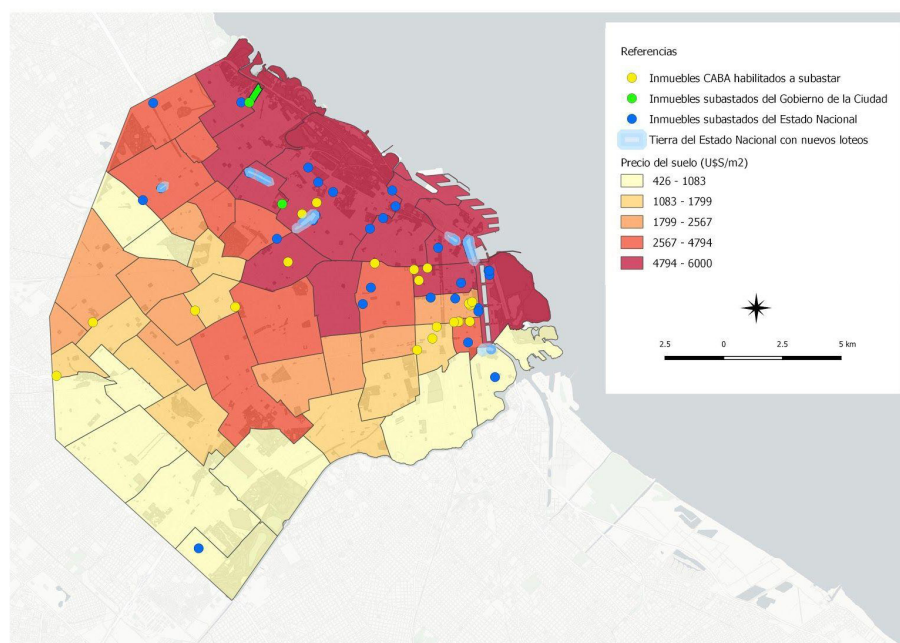 Referencias
Inmuebles CABA habilitados a subastar
Inmuebles subastados del Gobierno de la Ciudad
Inmuebles subastados del Estado Nacional
Tierra del Estado Nacional con nuevos loteos
Precio del suelo (U$S/m2)
426 - 1083
1083 - 1799
1799 - 2567
2567 - 4794
4794 - 6000
2.5 0 2.5 5 km